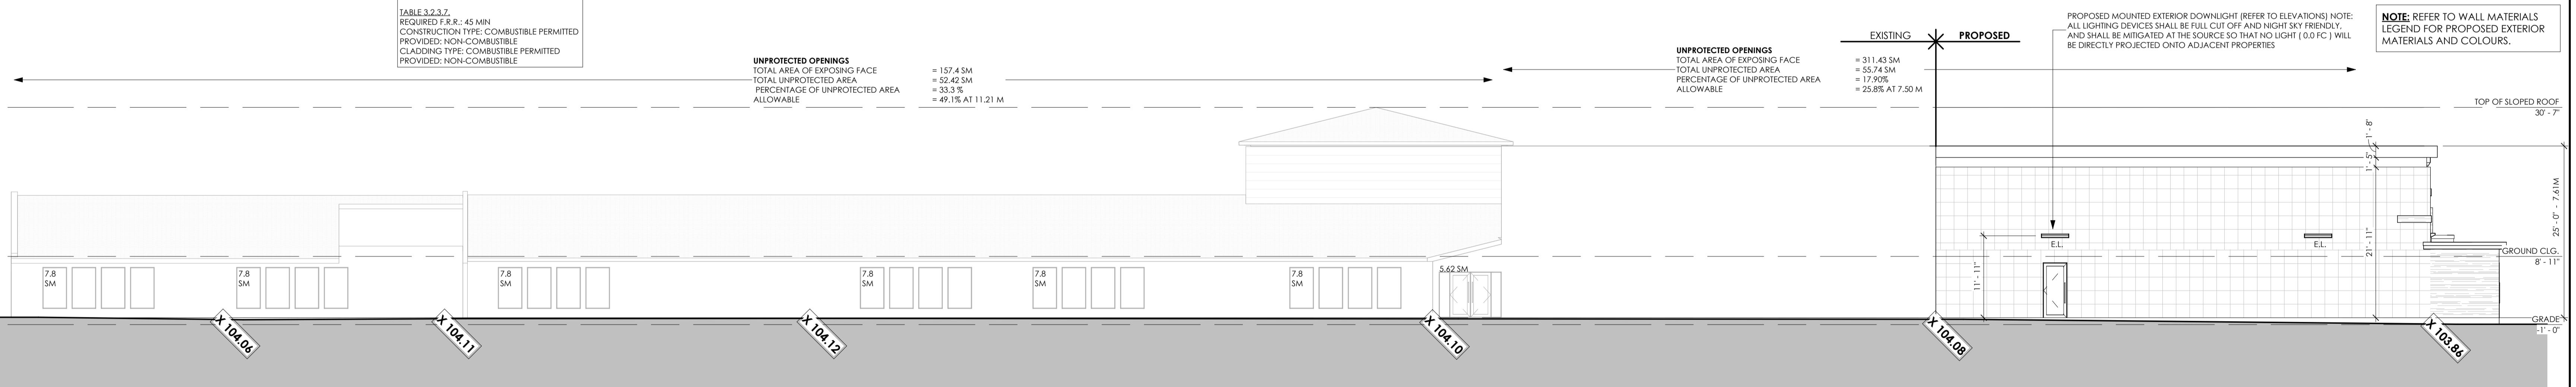 TABLE 3.2.3.7.
REQUIRED F.R.R.: 45 MIN
CONSTRUCTION TYPE: COMBUSTIBLE PERMITTED
PROVIDED: NON-COMBUSTIBLE
CLADDING TYPE: COMBUSTIBLE PERMITTED
PROVIDED: NON-COMBUSTIBLE
UNPROTECTED OPENINGS
TOTAL AREA OF EXPOSING FACE = 157.4 SM
TOTAL UNPROTECTED AREA = 52.42 SM
PERCENTAGE OF UNPROTECTED AREA = 33.3 %
ALLOWABLE = 49.1% AT 11.21 M
UNPROTECTED OPENINGS
TOTAL AREA OF EXPOSING FACE = 311.43 SM
TOTAL UNPROTECTED AREA = 55.74 SM
PERCENTAGE OF UNPROTECTED AREA = 17.90%
ALLOWABLE = 25.8% AT 7.50 M
EXISTING PROPOSED
PROPOSED MOUNTED EXTERIOR DOWNLIGHT (REFER TO ELEVATIONS) NOTE:
ALL LIGHTING DEVICES SHALL BE FULL CUT OFF AND NIGHT SKY FRIENDLY,
AND SHALL BE MITIGATED AT THE SOURCE SO THAT NO LIGHT ( 0.0 FC ) WILL
BE DIRECTLY PROJECTED ONTO ADJACENT PROPERTIES
NOTE: REFER TO WALL MATERIALS
LEGEND FOR PROPOSED EXTERIOR
MATERIALS AND COLOURS.
TOP OF SLOPED ROOF
30' - 7"
1' - 8"
1' - 5"
25' - 0" - 7.61M
21' - 11"
11' - 11"
E.L.
E.L.
GROUND CLG.
8' - 11"
7.8
SM
7.8
SM
7.8
SM
7.8
SM
7.8
SM
7.8
SM
5.62 SM
GRADE
-1' - 0"
X 104.06
X 104.11
X 104.12
X 104.10
X 104.08
X 103.86